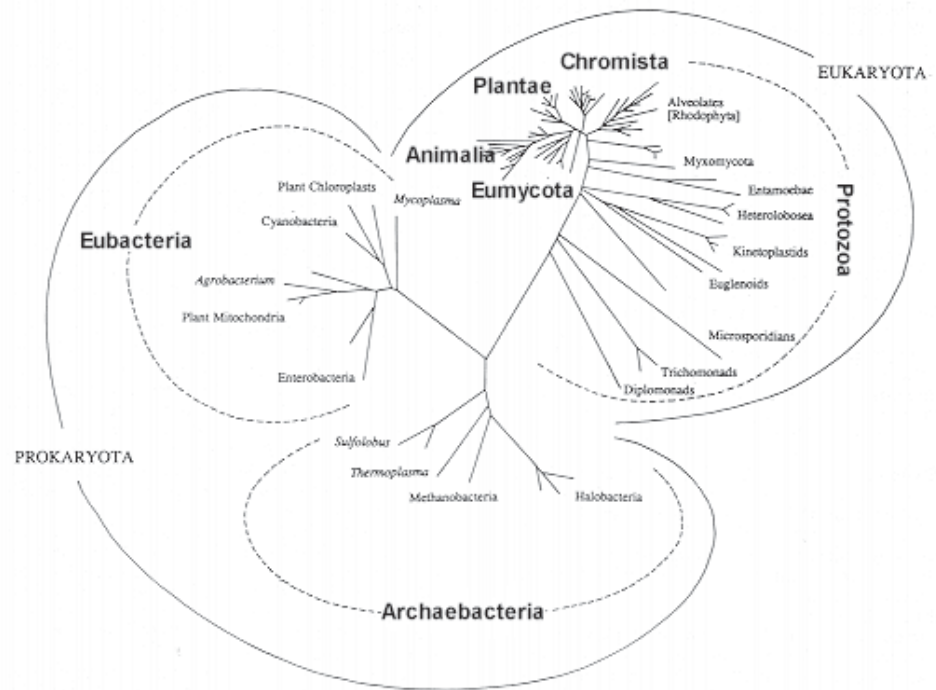 Chromista
EUKARYOTA
Plantae
Alveolates
[Rhodophyta]
Animalia
Myxomycota
Eumycota
Entamoebae
Protozoa
Heterolobosea
Kinetoplastids
Euglenoids
Microsporidians
Trichomonads
Diplomonads
Plant Chloroplasts
Mycoplasma
Cyanobacteria
Eubacteria
Agrobacterium
Plant Mitochondria
Enterobacteria
PROKARYOTA
Sulfolobus
Thermoplasma
Methanobacteria
Halobacteria
Archaebacteria